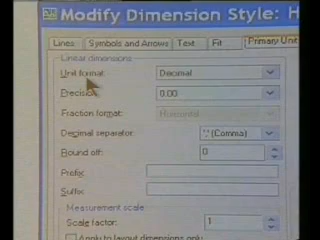 Modify Dimension Style: H
Lines Symbols and Arrows Text Fit Primary Unit
Linear dimensions
Unit format: Decimal
Precision 0.00
Fraction format: Horizontal
Decimal separator: ',' (Comma)
Round off: 0
Prefix:
Suffix:
Measurement scale
Scale factor: 1
Apply to layout dimensions only